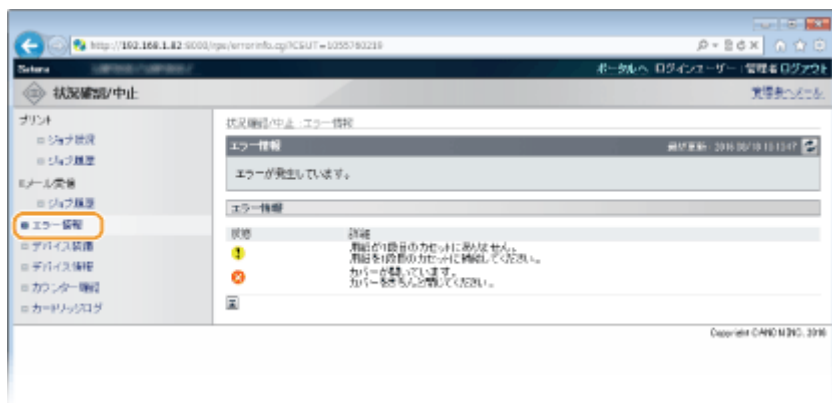 http://192.168.1.82:8000/rps/errorinfo.cgi?CGUT=1055760219
Satera
ポータルへ ログインユーザー: 管理者 ログアウト
状況確認/中止
管理者へメール
プリント
ジョブ状況
ジョブ履歴
Eメール受信
ジョブ履歴
エラー情報
デバイス装備
デバイス情報
カウンター確認
カートリッジログ
状況確認/中止 : エラー情報
エラー情報
最終更新 :
エラーが発生しています。
エラー情報
状態 詳細
用紙が1段目のカセットにありません。
用紙を1段目のカセットに補給してください。
カバーが開いています。
カバーをきちんと閉じてください。
Copyright CANON INC. 2016